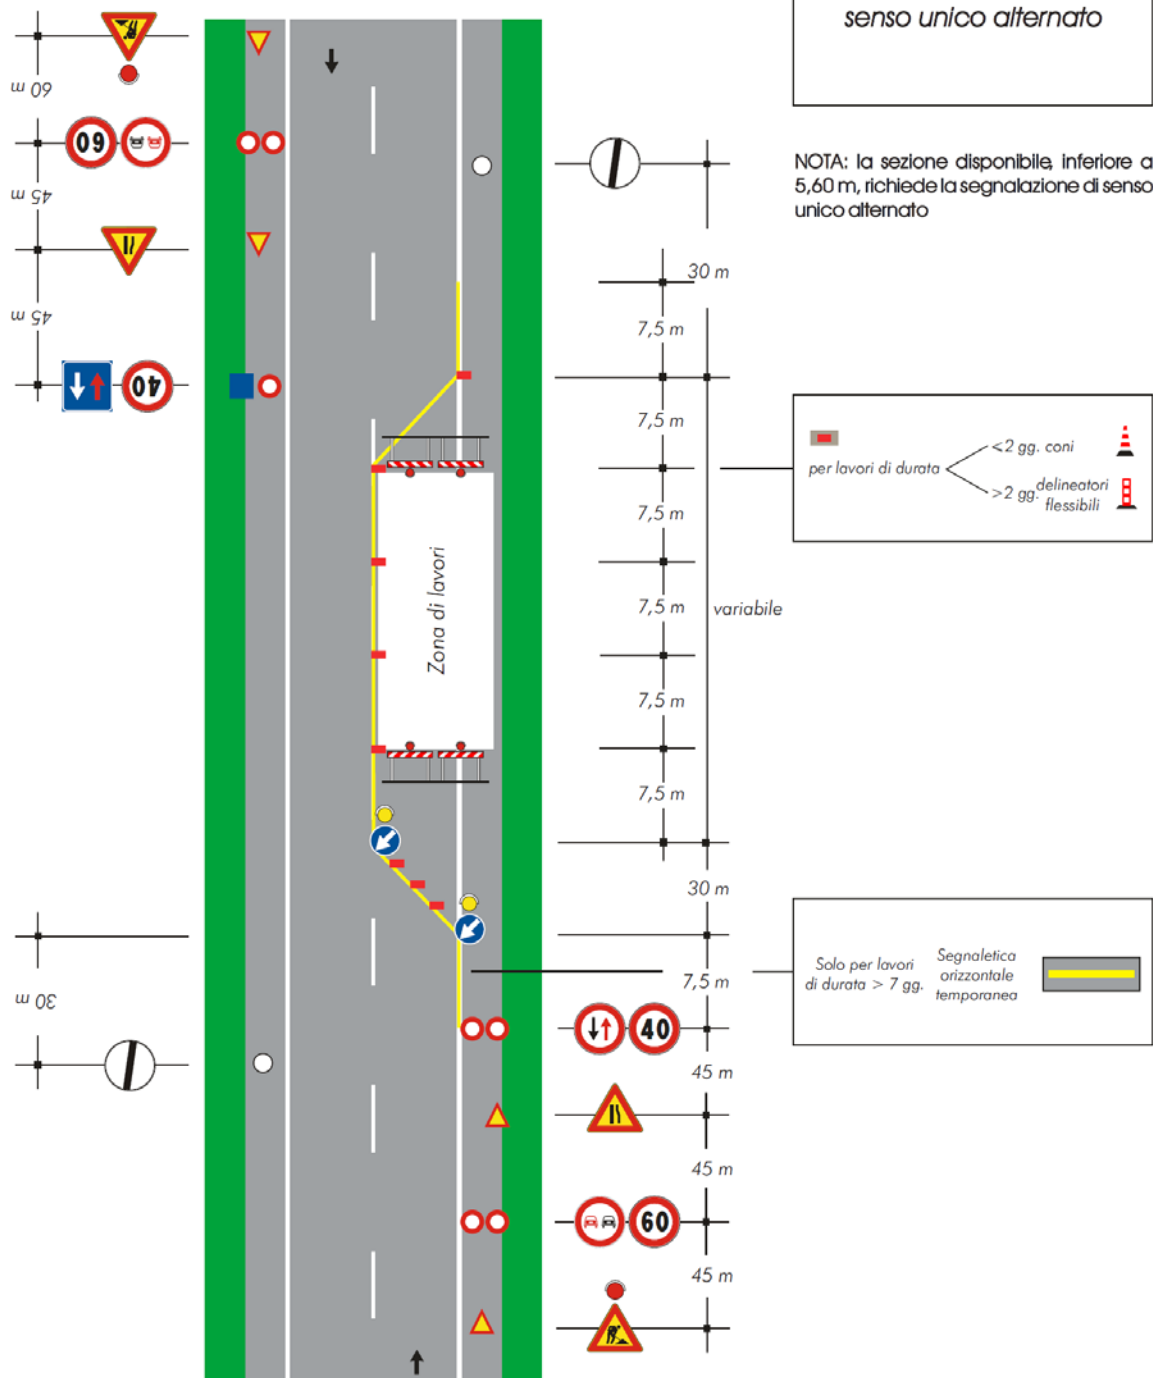 senso unico alternato
NOTA: la sezione disponibile, inferiore a
5,60 m, richiede la segnalazione di senso
unico alternato
60 m
60
45 m
45 m
40
30 m
7,5 m
7,5 m
7,5 m
7,5 m
7,5 m
7,5 m
variabile
per lavori di durata
<2 gg. coni
>2 gg. delineatori
flessibili
Zona di lavori
30 m
7,5 m
Solo per lavori
di durata > 7 gg.
Segnaletica
orizzontale
temporanea
30 m
40
45 m
45 m
60
45 m